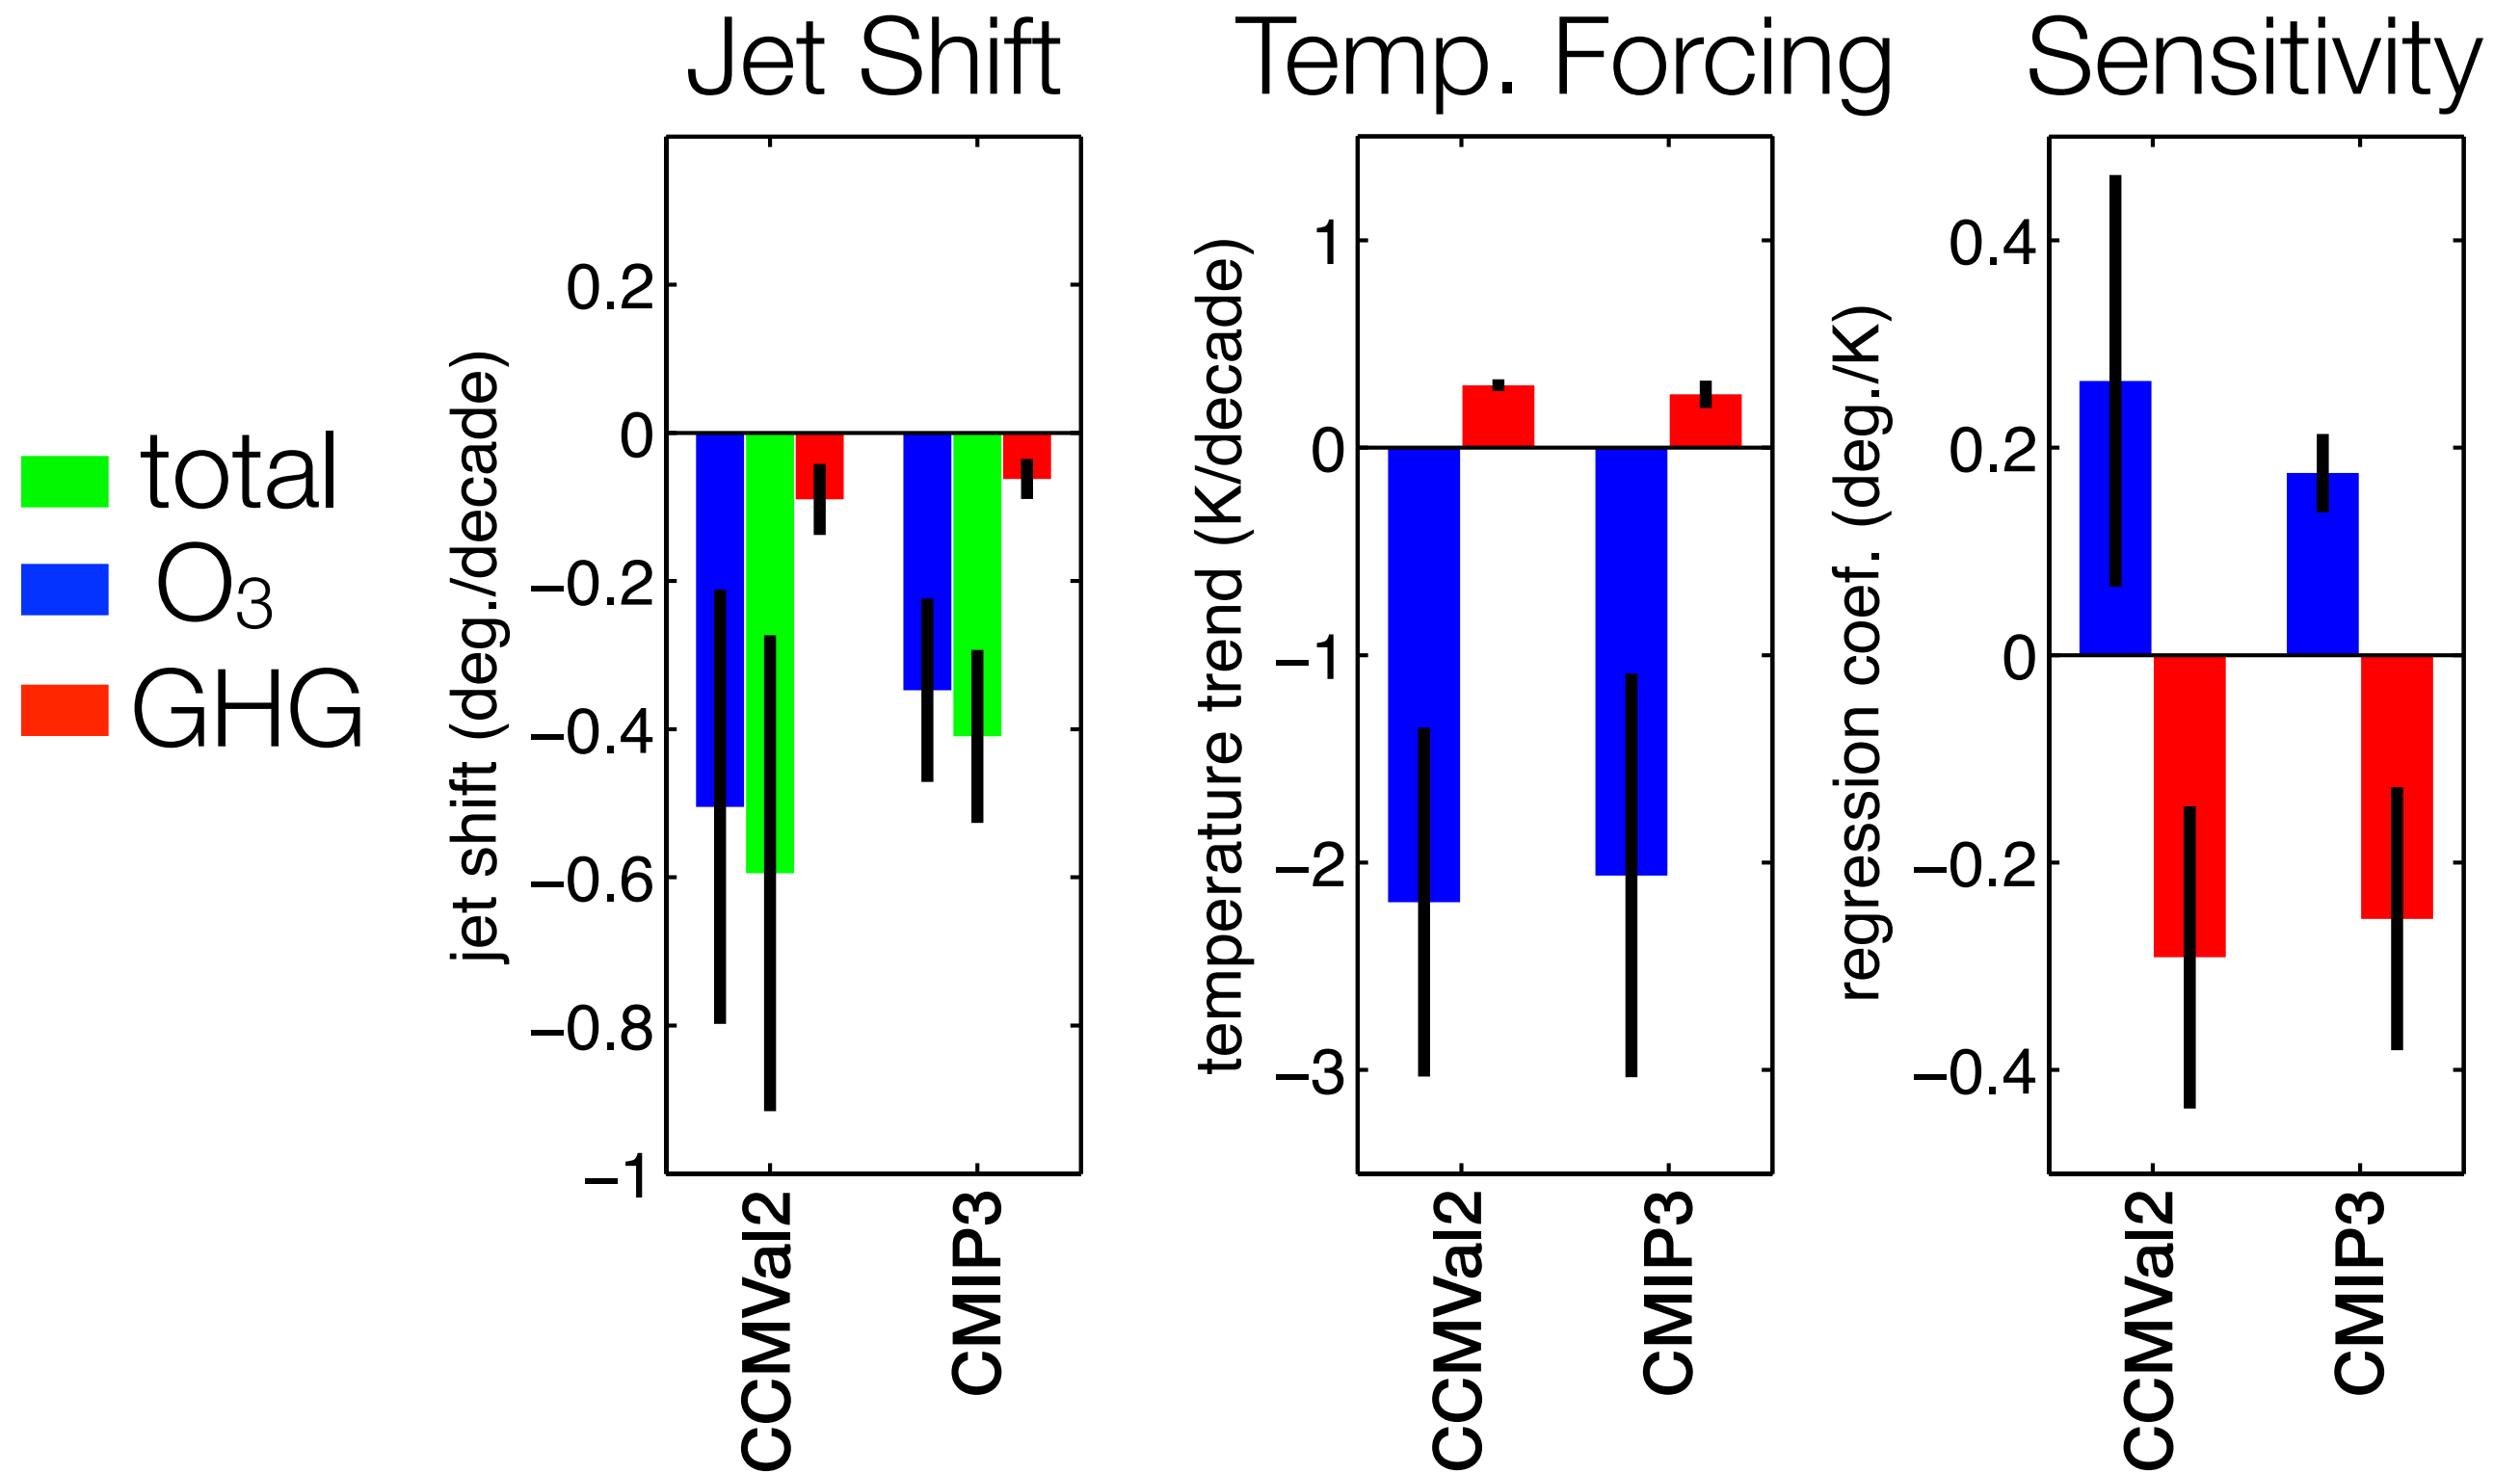 Jet Shift
Temp. Forcing
Sensitivity
total
O₃
GHG
jet shift (deg./decade)
0.2
0
−0.2
−0.4
−0.6
−0.8
−1
CCMVal2
CMIP3
temperature trend (K/decade)
1
0
−1
−2
−3
CCMVal2
CMIP3
regression coef. (deg./K)
0.4
0.2
0
−0.2
−0.4
CCMVal2
CMIP3